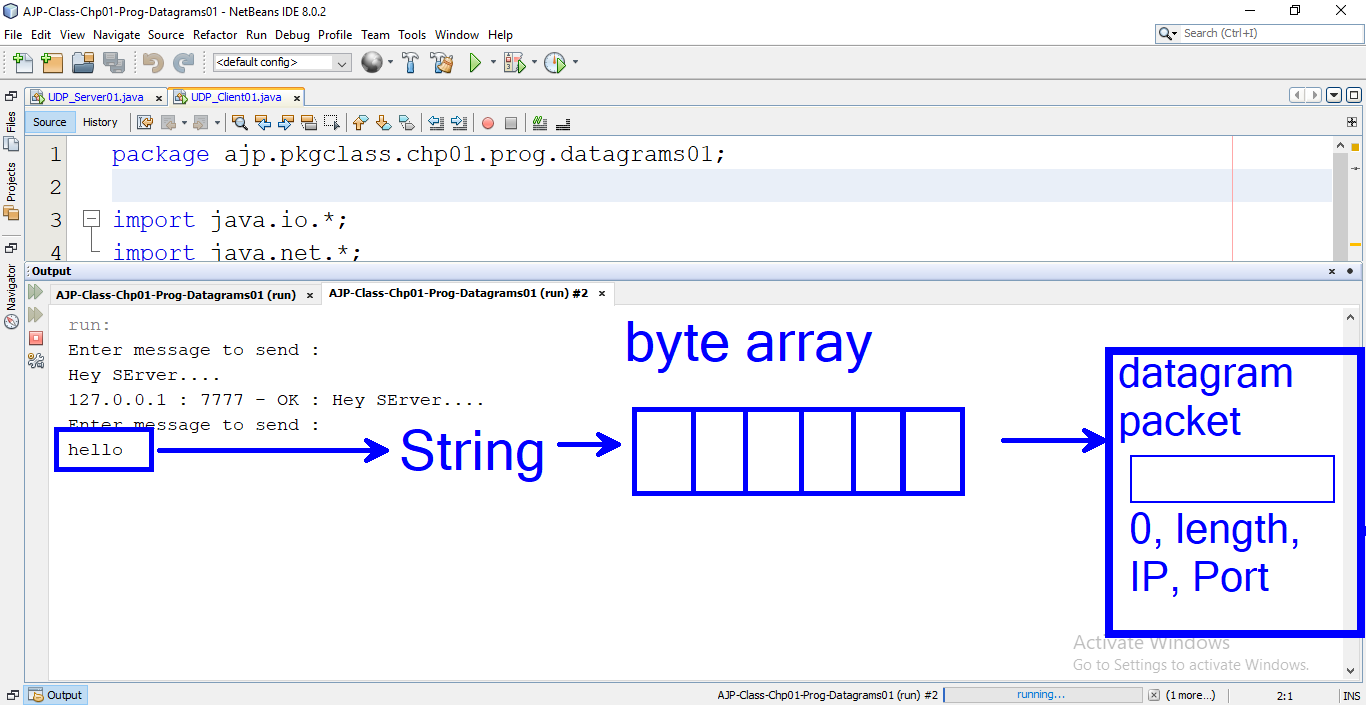 AJP-Class-Chp01-Prog-Datagrams01 - NetBeans IDE 8.0.2
File Edit View Navigate Source Refactor Run Debug Profile Team Tools Window Help
Search (Ctrl+I)
<default config>
UDP_Server01.java
UDP_Client01.java
Files
Projects
Navigator
Source History
1 package ajp.pkgclass.chp01.prog.datagrams01;
2
3 import java.io.*;
4 import java.net.*;
Output
AJP-Class-Chp01-Prog-Datagrams01 (run)
AJP-Class-Chp01-Prog-Datagrams01 (run) #2
run:
Enter message to send :
Hey SErver....
127.0.0.1 : 7777 - OK : Hey SErver....
Enter message to send :
hello
String
byte array
datagram
packet
0, length,
IP, Port
Activate Windows
Go to Settings to activate Windows.
Output
AJP-Class-Chp01-Prog-Datagrams01 (run) #2
running...
(1 more...)
2:1
INS